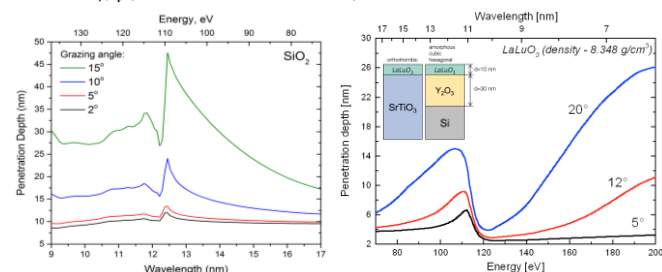 Energy, eV
130 120 110 100 90 80
Grazing angle:
15°
10°
5°
2°
SiO2
Penetration Depth (nm)
50
45
40
35
30
25
20
15
10
5
9 10 11 12 13 14 15 16 17
Wavelength (nm)
Wavelength [nm]
17 15 13 11 9 7
LaLuO3 (density - 8.348 g/cm3)
orthorhombic
amorphous
cubic
hexagonal
LaLuO3
LaLuO3
d=10 nm
SrTiO3
Y2O3
d=30 nm
Si
20°
12°
5°
Penetration depth [nm]
30
26
22
18
14
10
6
2
80 100 120 140 160 180 200
Energy [eV]